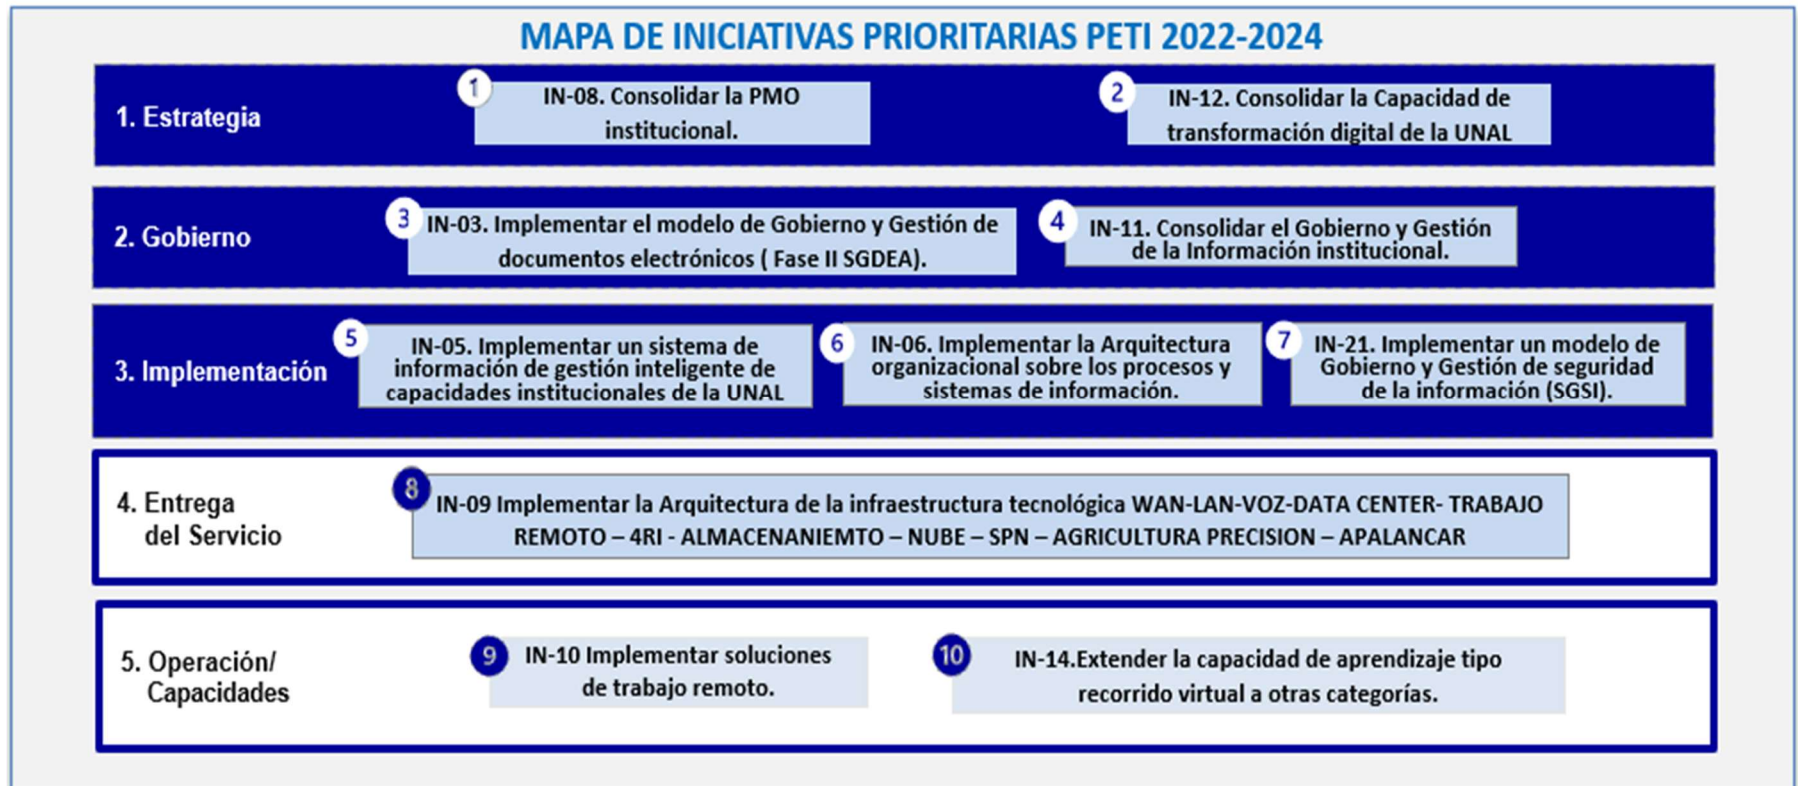 MAPA DE INICIATIVAS PRIORITARIAS PETI 2022-2024
1. Estrategia
1
IN-08. Consolidar la PMO
institucional.
2
IN-12. Consolidar la Capacidad de
transformación digital de la UNAL
2. Gobierno
3
IN-03. Implementar el modelo de Gobierno y Gestión de
documentos electrónicos ( Fase II SGDEA).
4
IN-11. Consolidar el Gobierno y Gestión
de la Información institucional.
3. Implementación
5
IN-05. Implementar un sistema de
información de gestión inteligente de
capacidades institucionales de la UNAL
6
IN-06. Implementar la Arquitectura
organizacional sobre los procesos y
sistemas de información.
7
IN-21. Implementar un modelo de
Gobierno y Gestión de seguridad
de la información (SGSI).
4. Entrega
del Servicio
8
IN-09 Implementar la Arquitectura de la infraestructura tecnológica WAN-LAN-VOZ-DATA CENTER- TRABAJO
REMOTO – 4RI - ALMACENANIEMTO – NUBE – SPN – AGRICULTURA PRECISION – APALANCAR
5. Operación/
Capacidades
9
IN-10 Implementar soluciones
de trabajo remoto.
10
IN-14.Extender la capacidad de aprendizaje tipo
recorrido virtual a otras categorías.